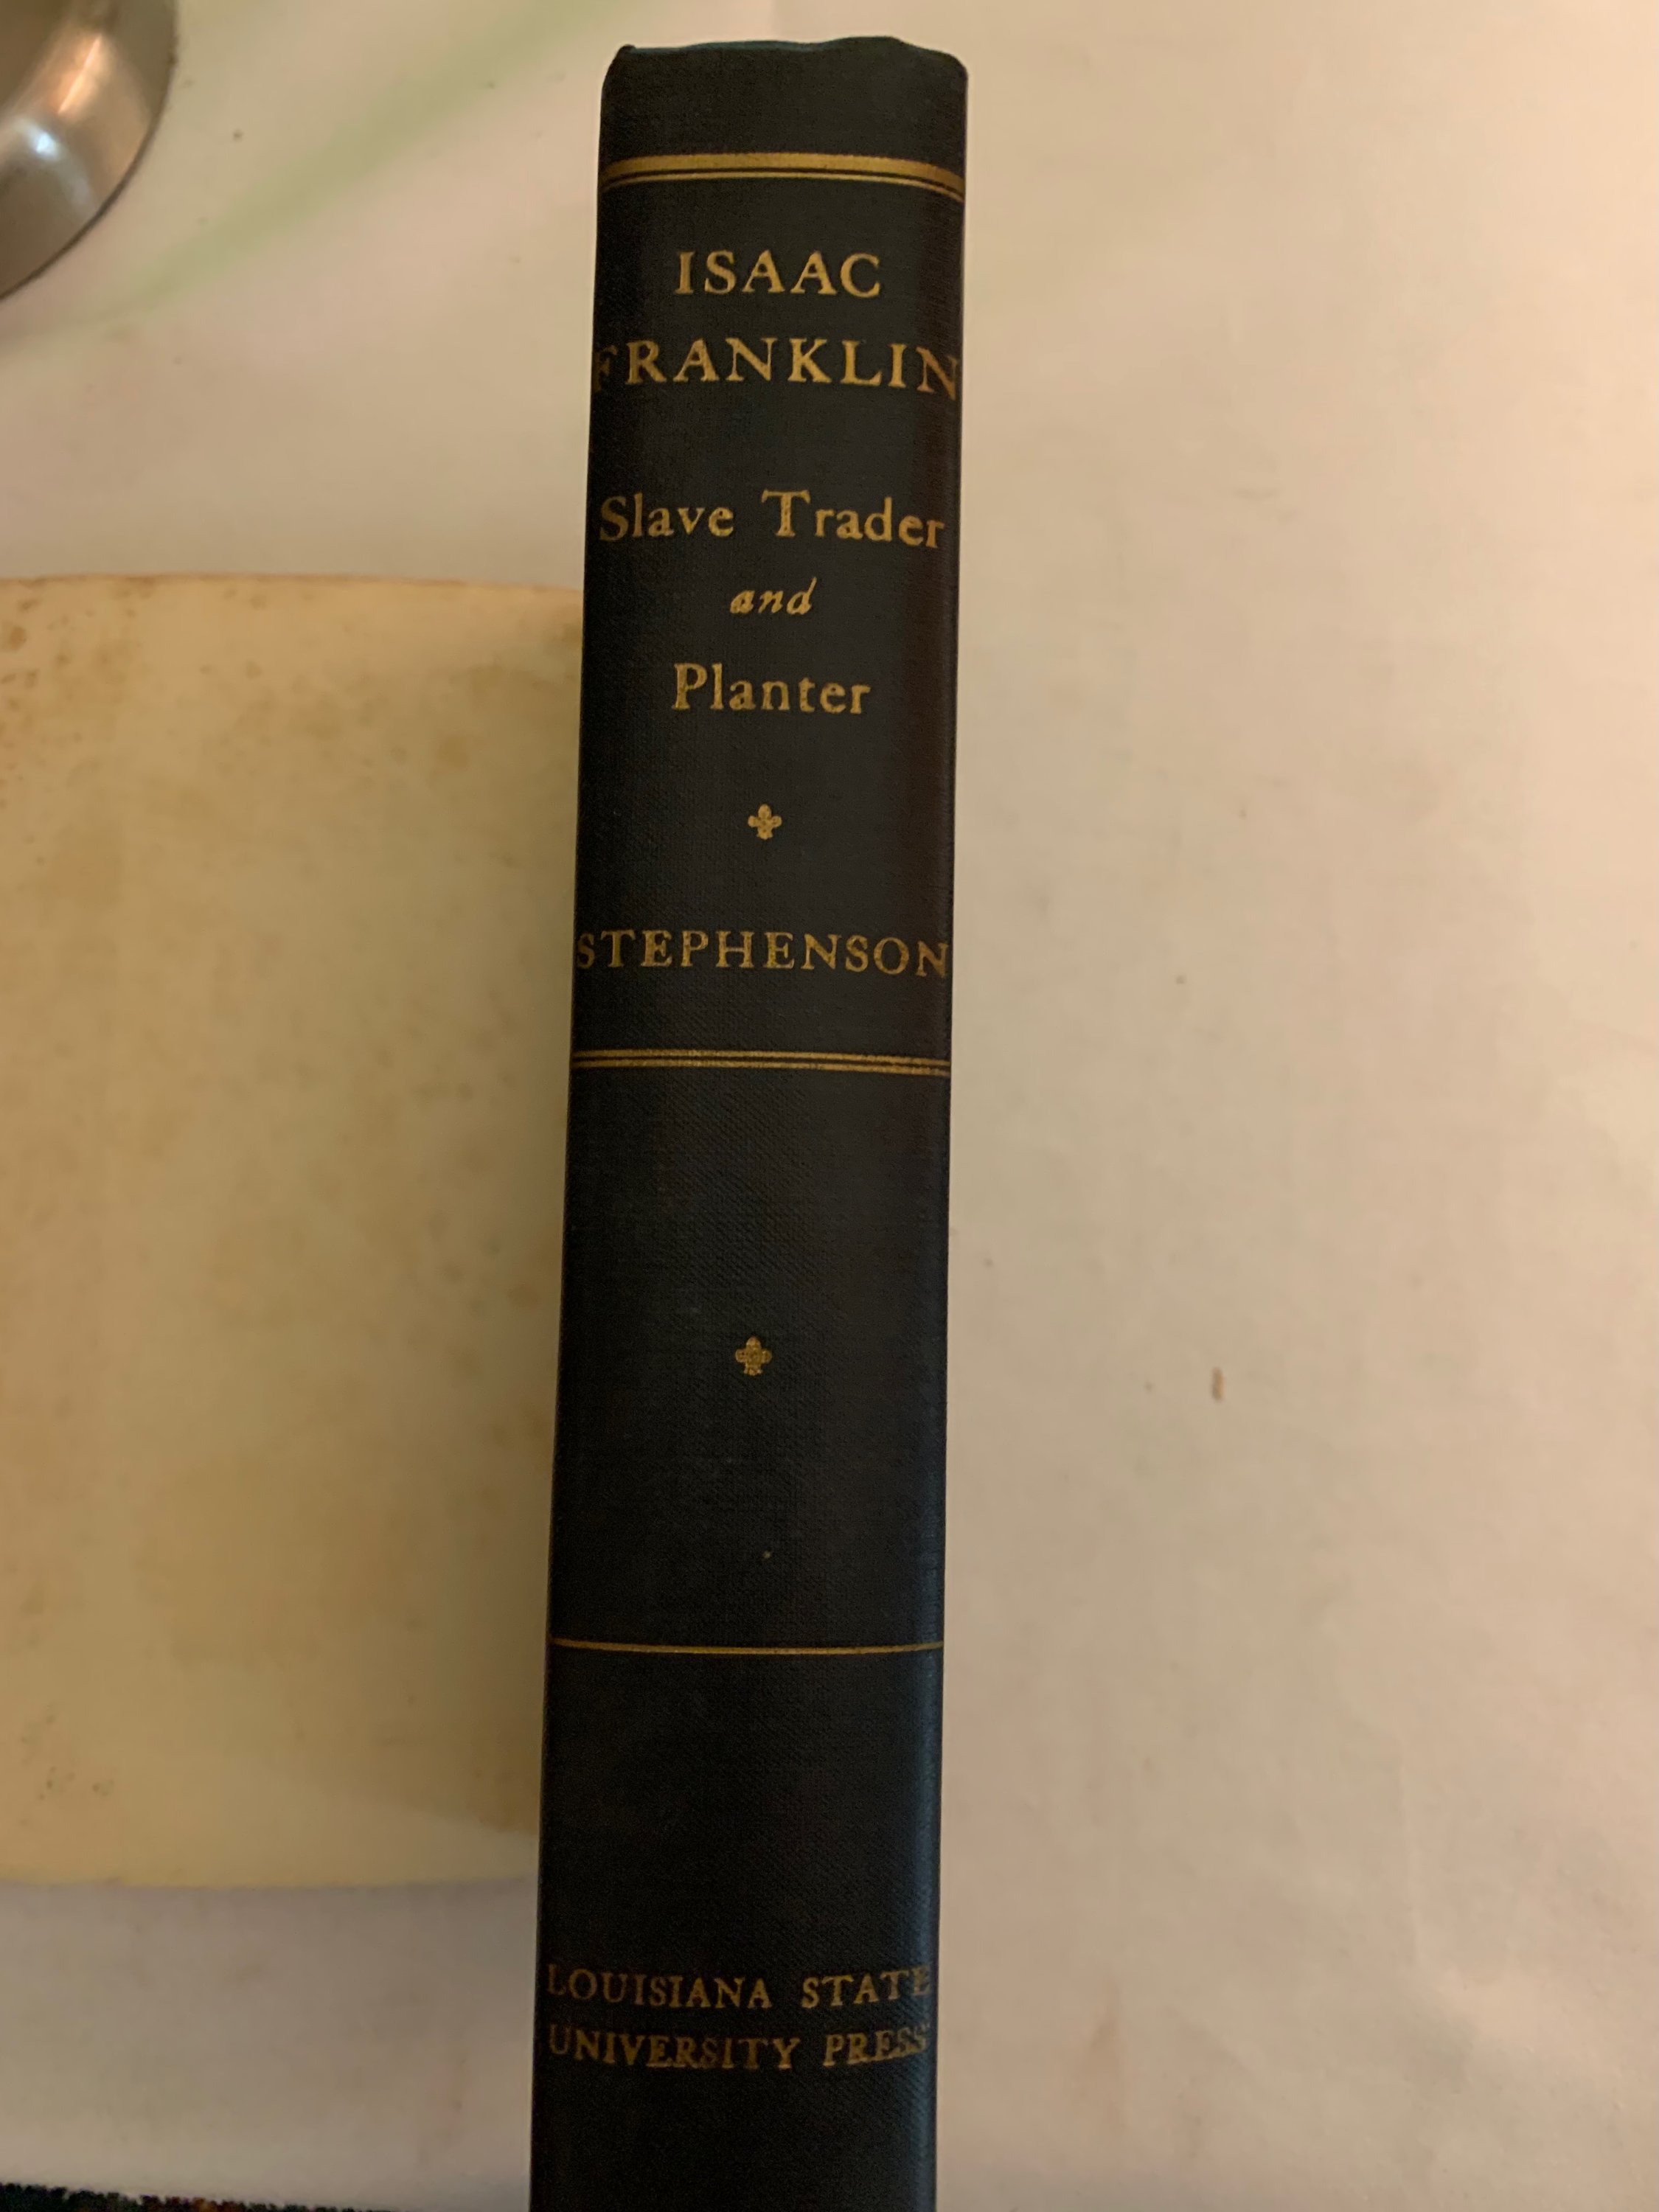 ISAAC
FRANKLIN
Slave Trader
and
Planter
STEPHENSON
LOUISIANA STATE
UNIVERSITY PRESS